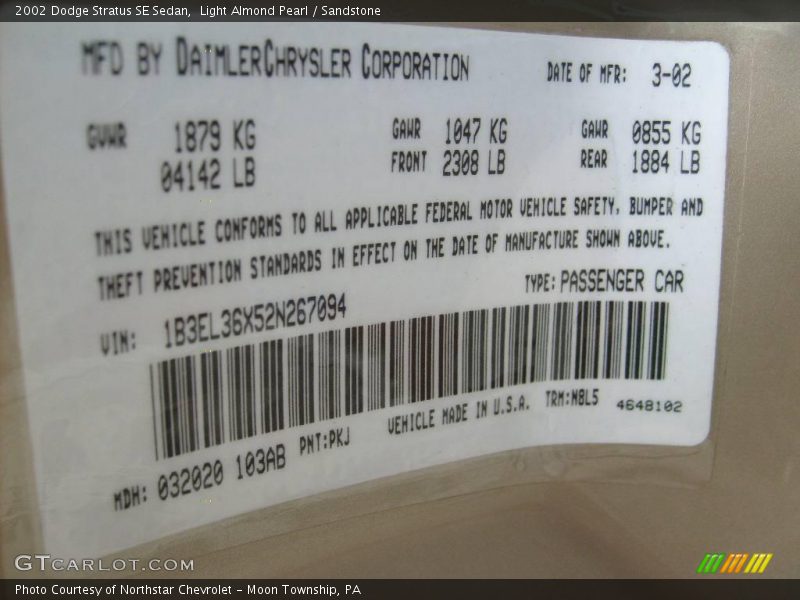 2002 Dodge Stratus SE Sedan,  Light Almond Pearl / Sandstone
MFD BY DAIMLERCHRYSLER CORPORATION
DATE OF MFR: 3-02
GVWR 1879 KG
04142 LB
GAWR 1047 KG
FRONT 2308 LB
GAWR 0855 KG
REAR 1884 LB
THIS VEHICLE CONFORMS TO ALL APPLICABLE FEDERAL MOTOR VEHICLE SAFETY, BUMPER AND
THEFT PREVENTION STANDARDS IN EFFECT ON THE DATE OF MANUFACTURE SHOWN ABOVE.
TYPE: PASSENGER CAR
VIN: 1B3EL36X52N267094
VEHICLE MADE IN U.S.A. TRM:N8L5 4648102
MDH: 032020 103AB PNT:PKJ
GTCARLOT.COM
Photo Courtesy of Northstar Chevrolet - Moon Township, PA